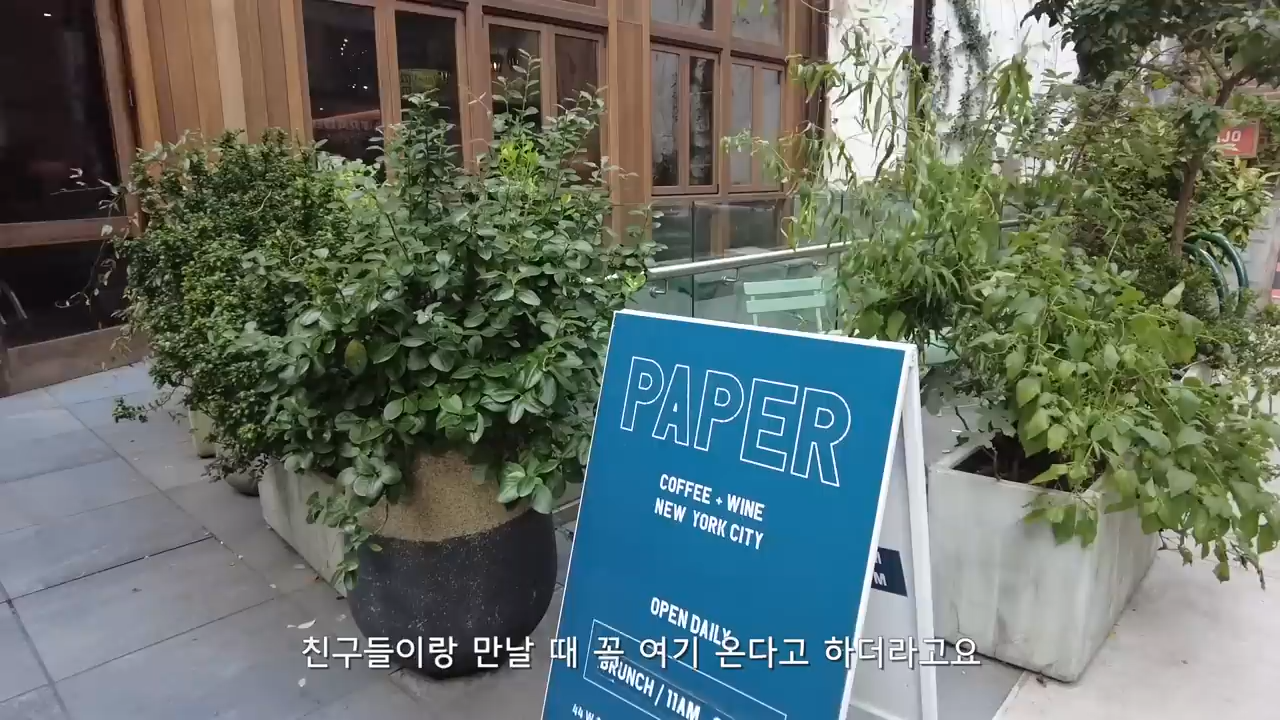 PAPER
COFFEE + WINE
NEW YORK CITY
OPEN DAILY
친구들이랑 만날 때 꼭 여기 온다고 하더라고요
BRUNCH / 11AM
44 W